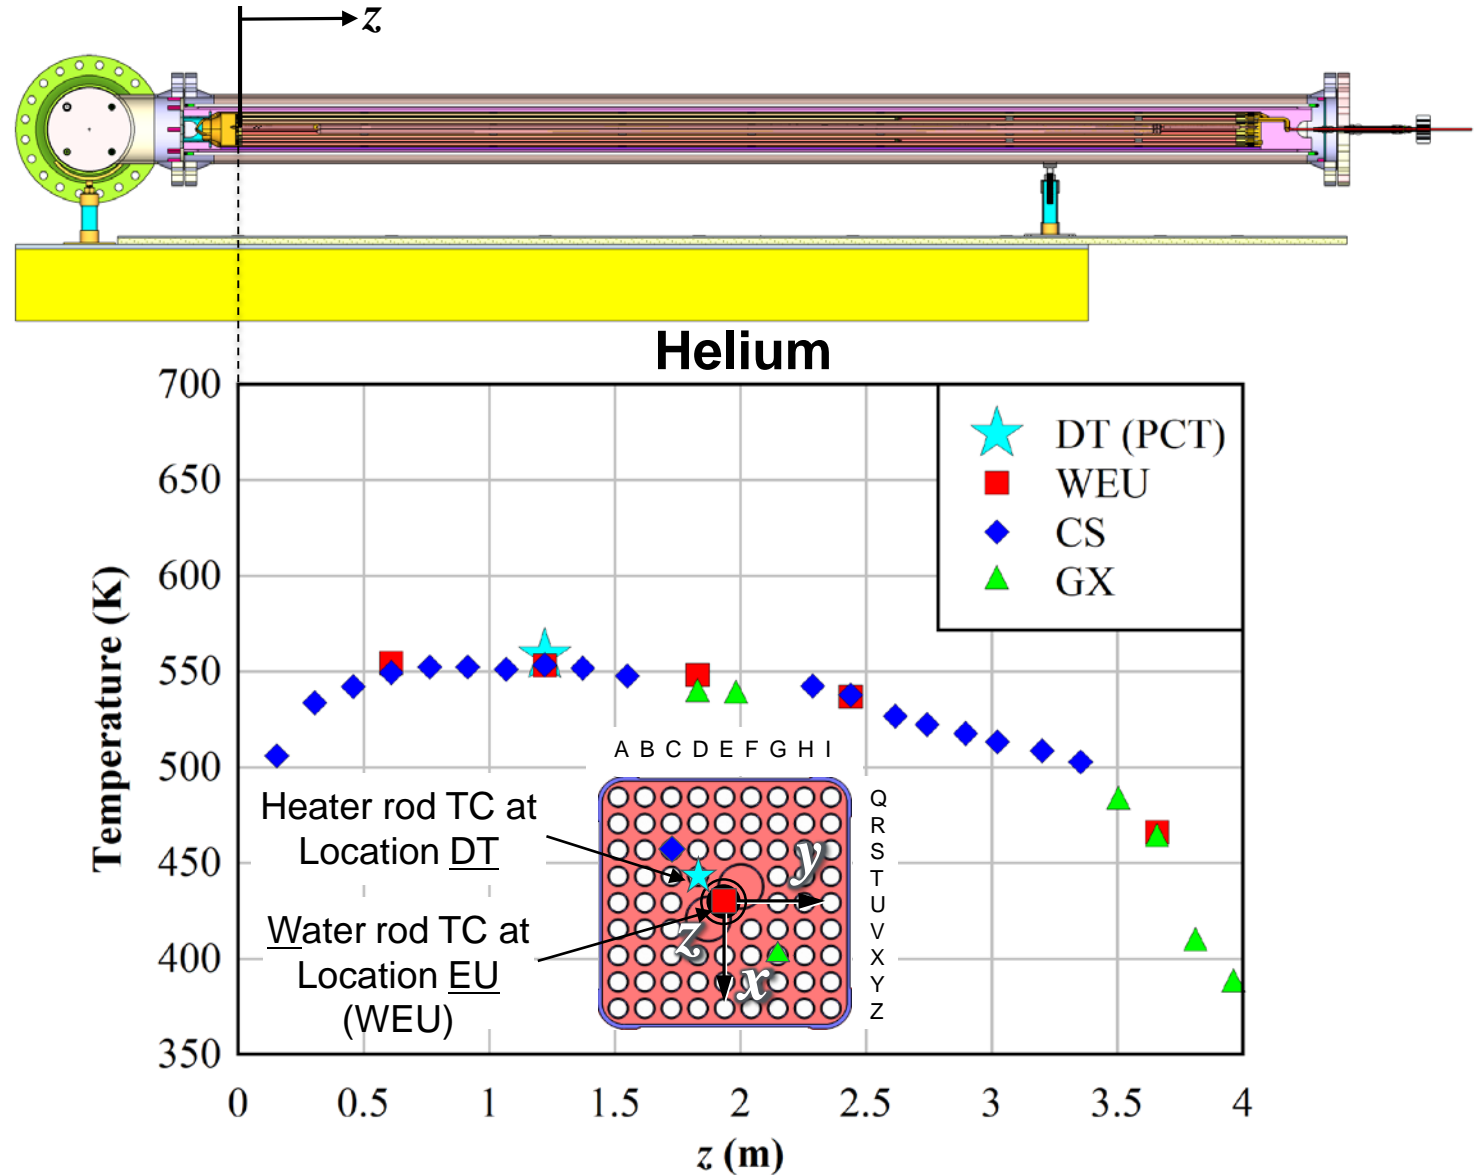 z
Helium
700
650
600
550
500
450
400
350
Temperature (K)
DT (PCT)
WEU
CS
GX
A B C D E F G H I
Q
R
S
T
U
V
X
Y
Z
Heater rod TC at
Location DT
Water rod TC at
Location EU
(WEU)
y
z
x
0 0.5 1 1.5 2 2.5 3 3.5 4
z (m)